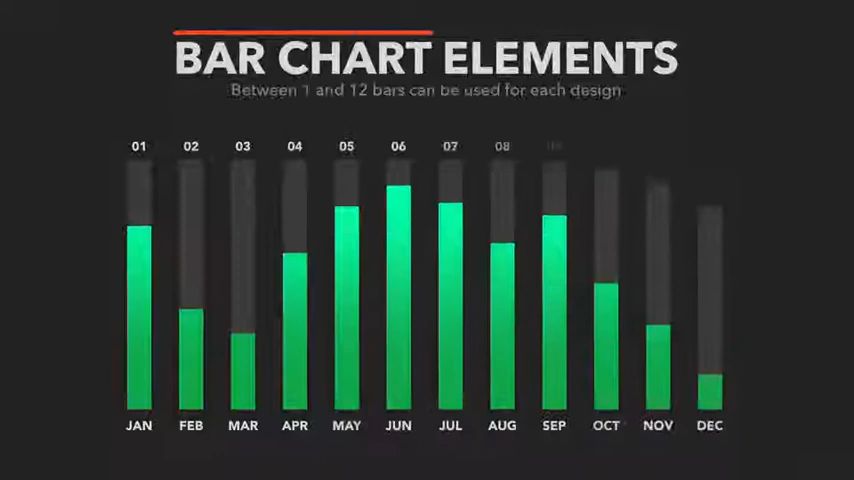 BAR CHART ELEMENTS
Between 1 and 12 bars can be used for each design
01 02 03 04 05 06 07 08
JAN FEB MAR APR MAY JUN JUL AUG SEP OCT NOV DEC